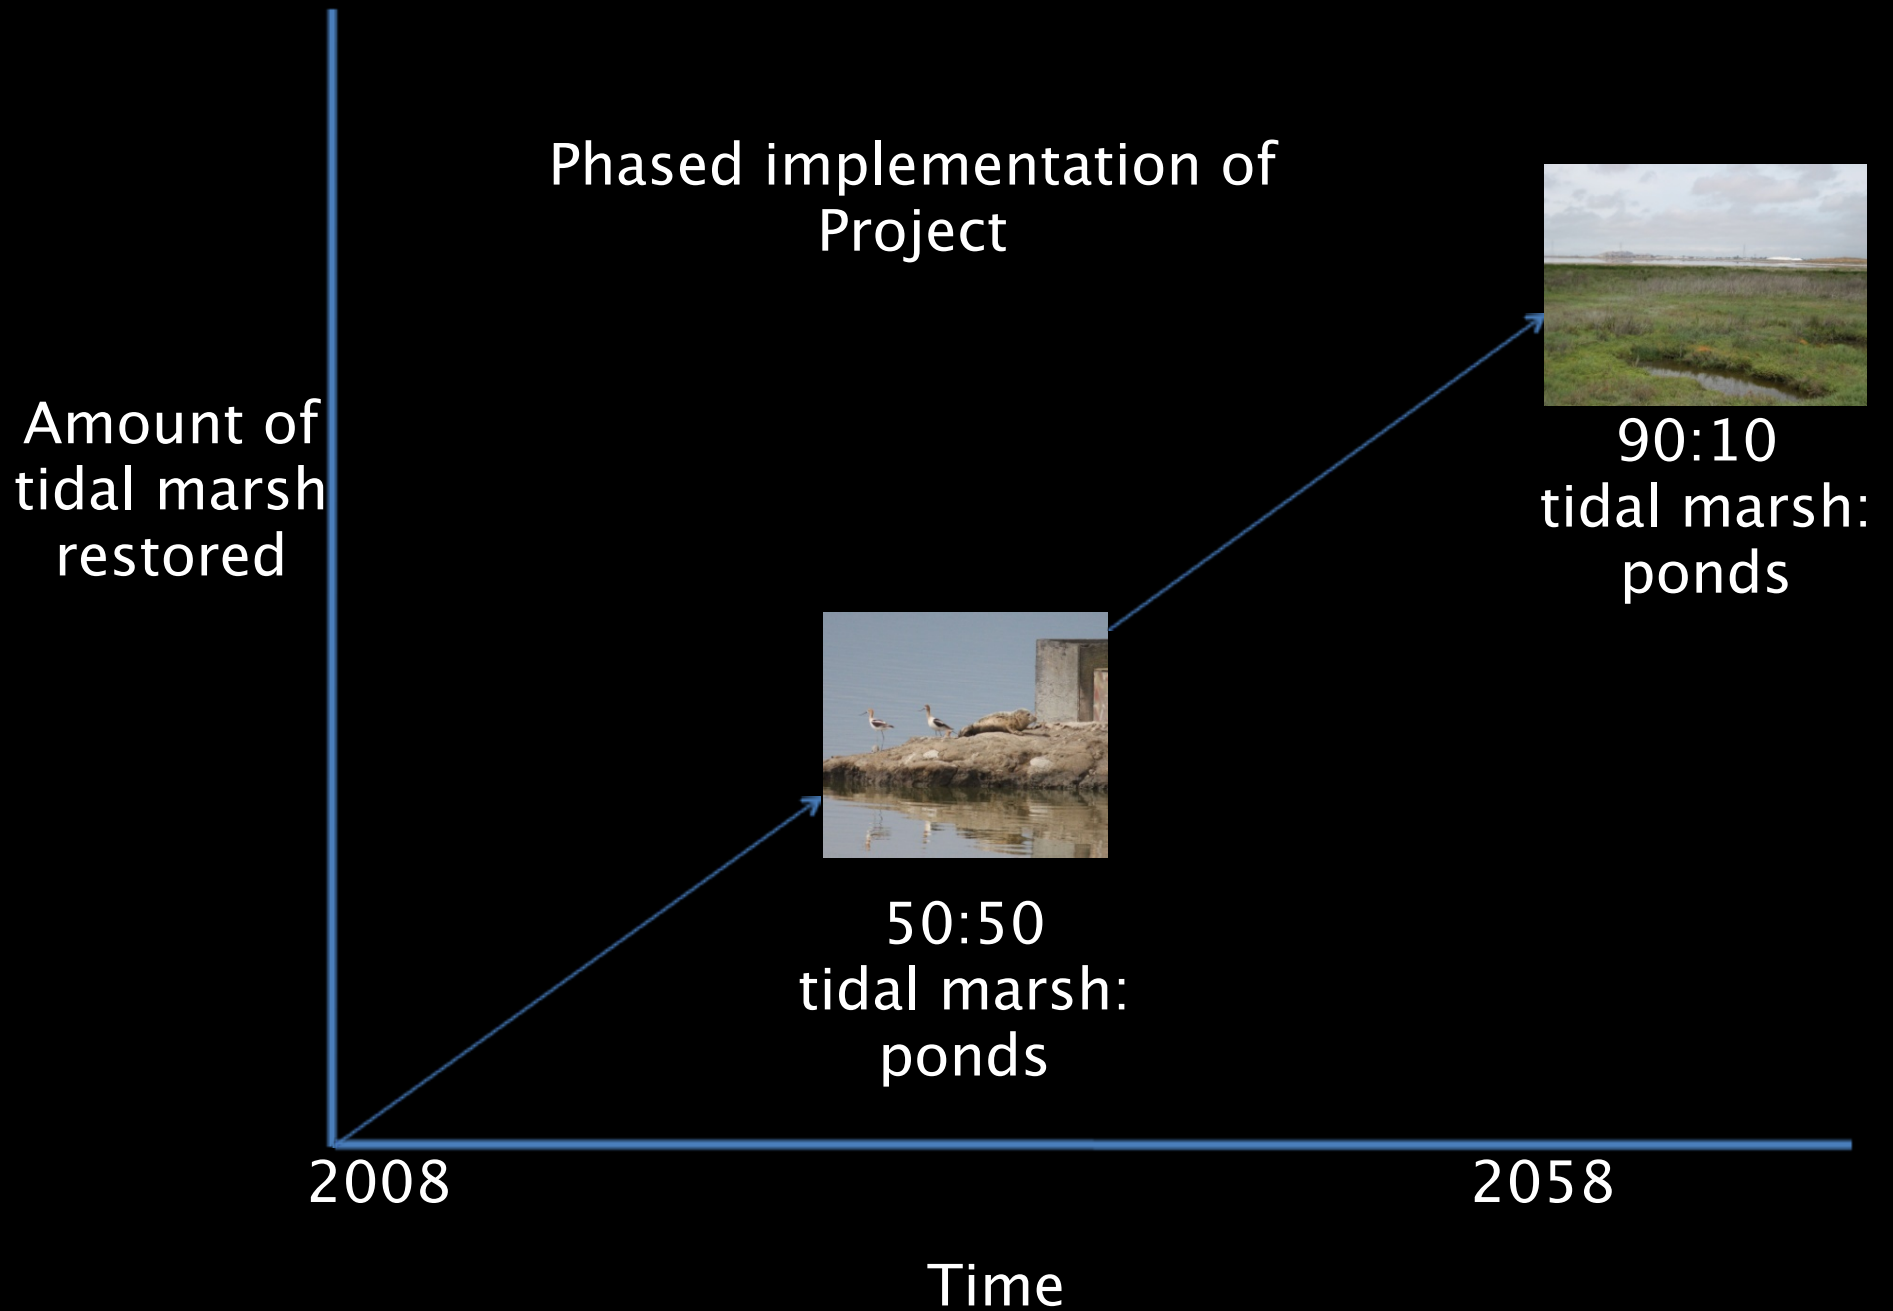 Phased implementation of
Project
Amount of
tidal marsh
restored
90:10
tidal marsh:
ponds
50:50
tidal marsh:
ponds
2008
2058
Time